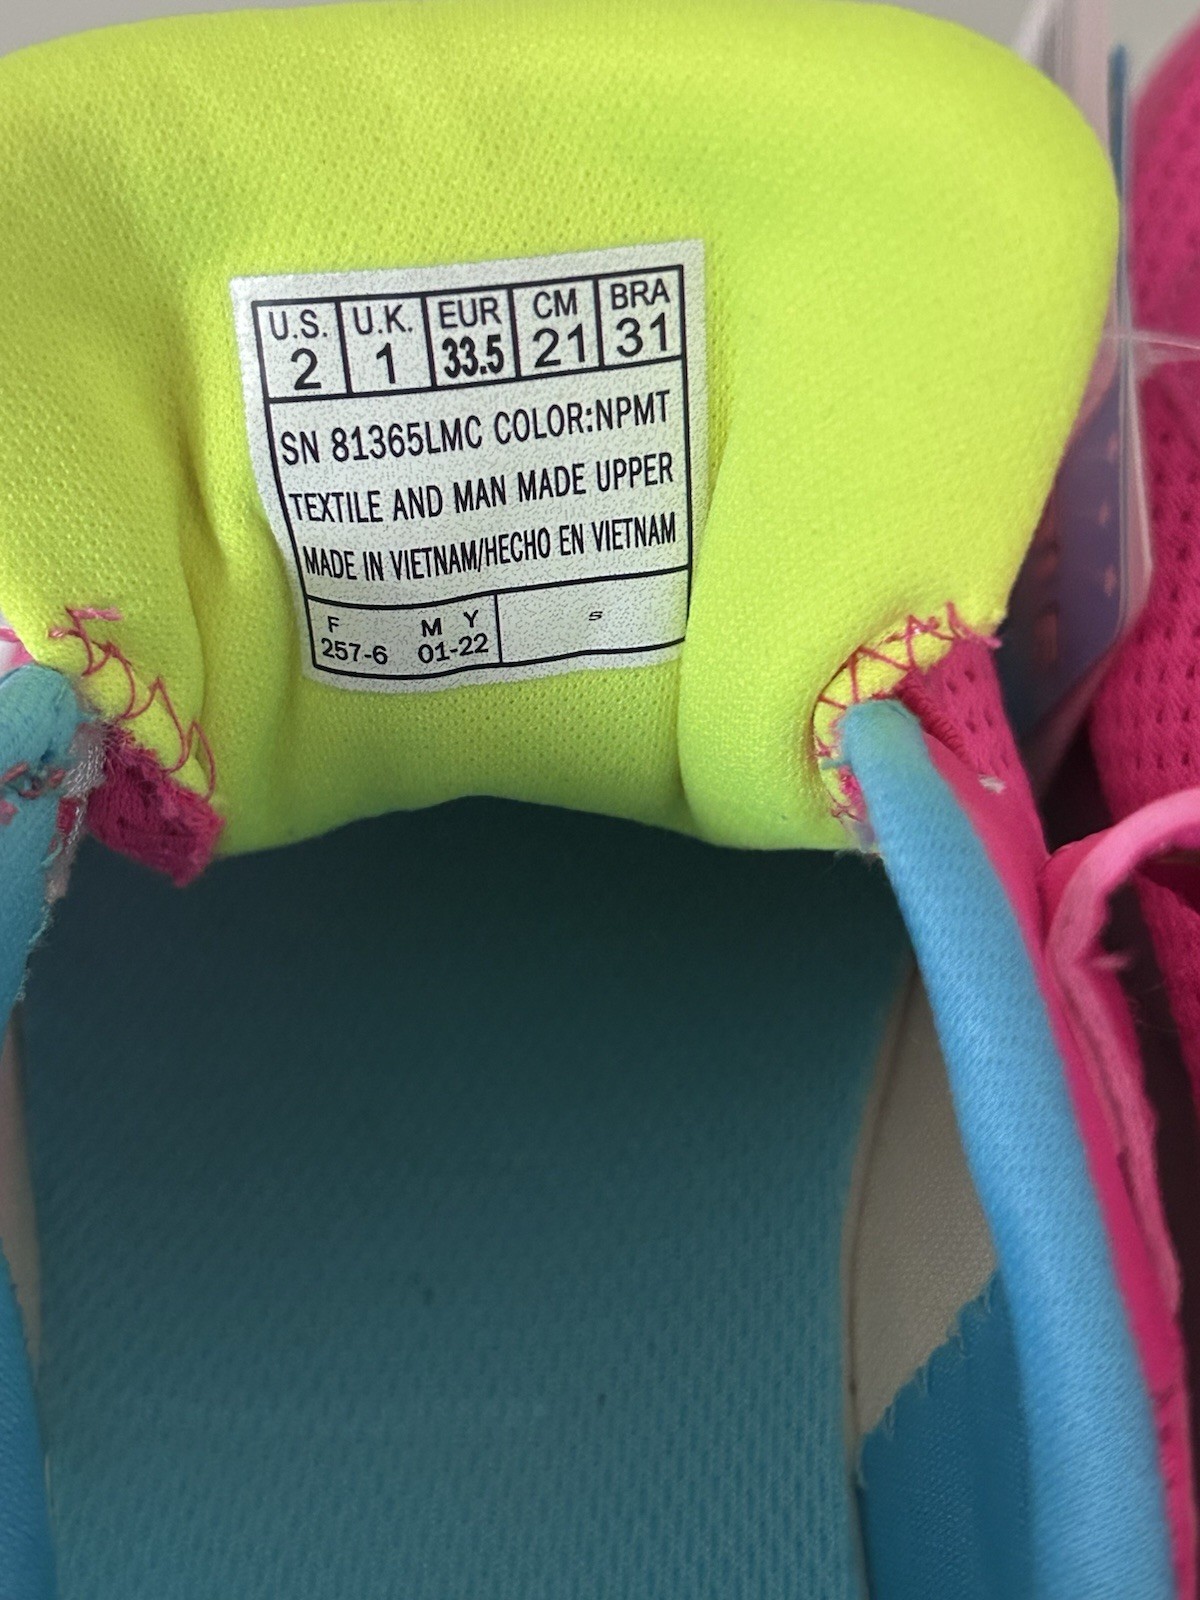 U.S. U.K. EUR CM BRA
2 1 33.5 21 31
SN 81365LMC COLOR:NPMT
TEXTILE AND MAN MADE UPPER
MADE IN VIETNAM/HECHO EN VIETNAM
F M Y
257-6 01-22 S